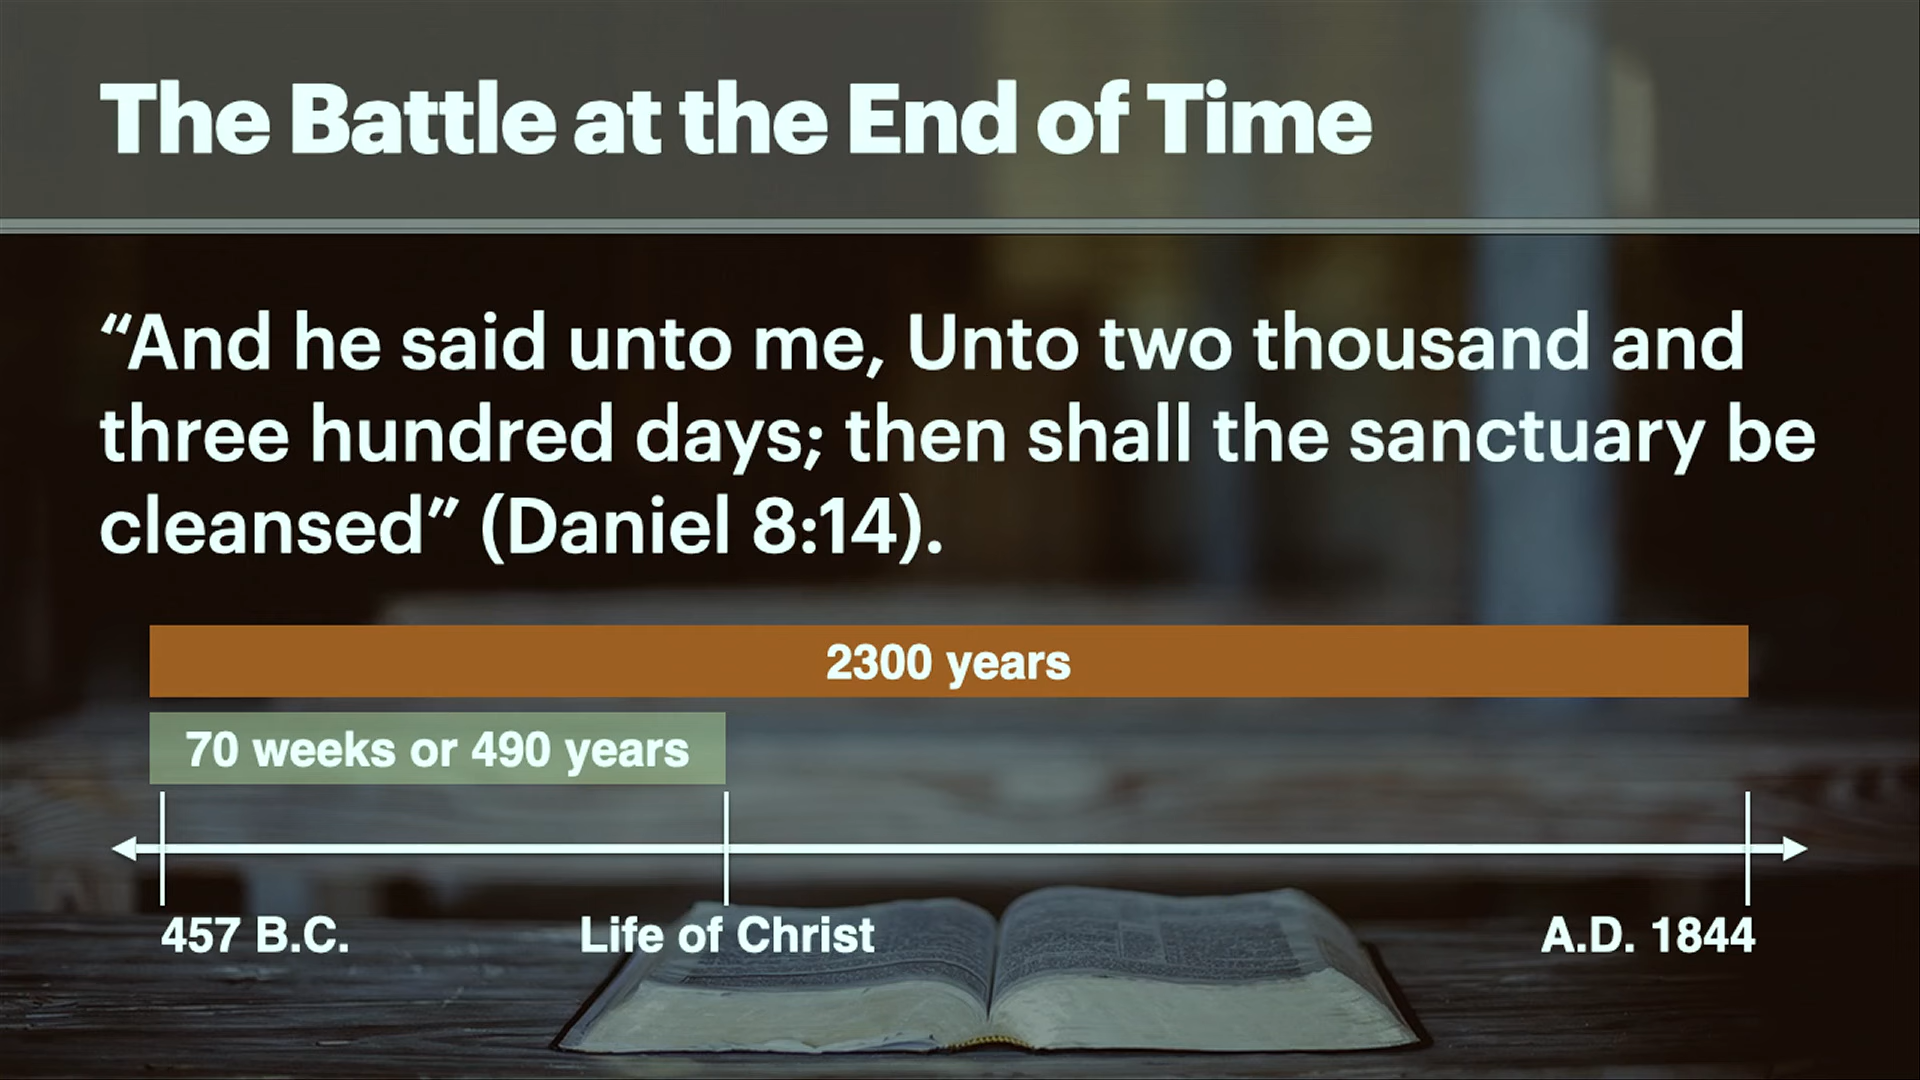 The Battle at the End of Time
“And he said unto me, Unto two thousand and
three hundred days; then shall the sanctuary be
cleansed” (Daniel 8:14).
2300 years
70 weeks or 490 years
457 B.C.
Life of Christ
A.D. 1844